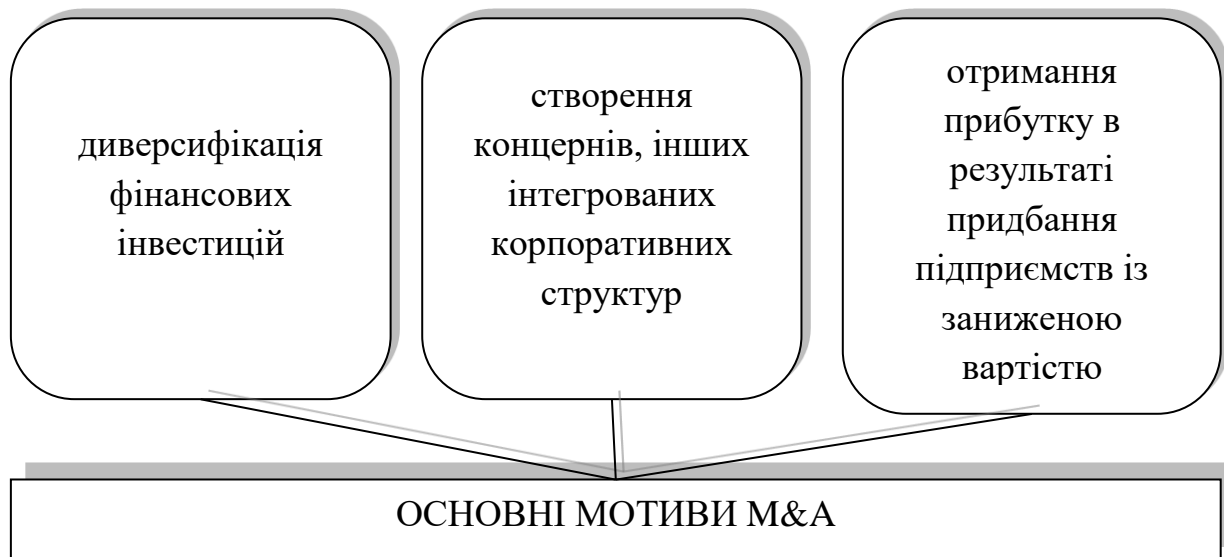 диверсифікація
фінансових
інвестицій
створення
концернів, інших
інтегрованих
корпоративних
структур
отримання
прибутку в
результаті
придбання
підприємств із
заниженою
вартістю
ОСНОВНІ МОТИВИ M&A